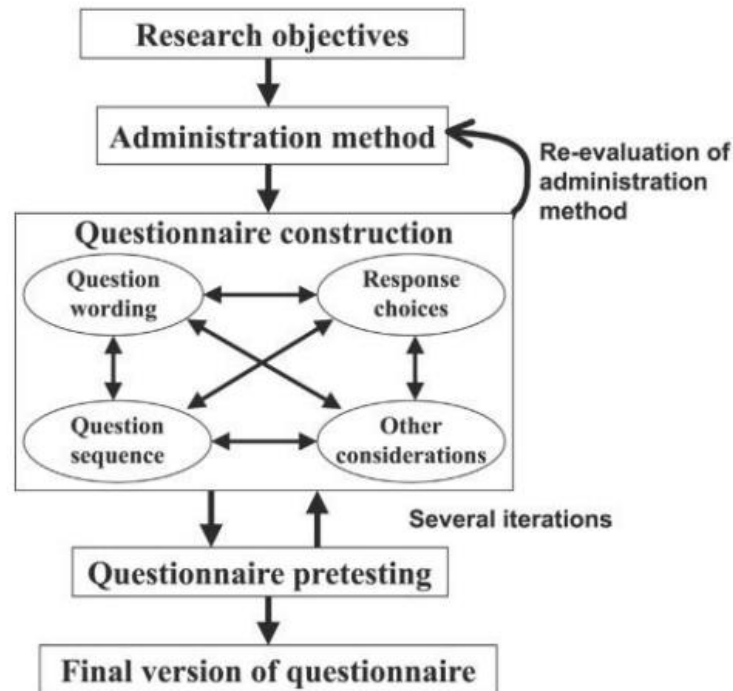 Research objectives
Administration method
Re-evaluation of
administration
method
Questionnaire construction
Question
wording
Response
choices
Question
sequence
Other
considerations
Several iterations
Questionnaire pretesting
Final version of questionnaire